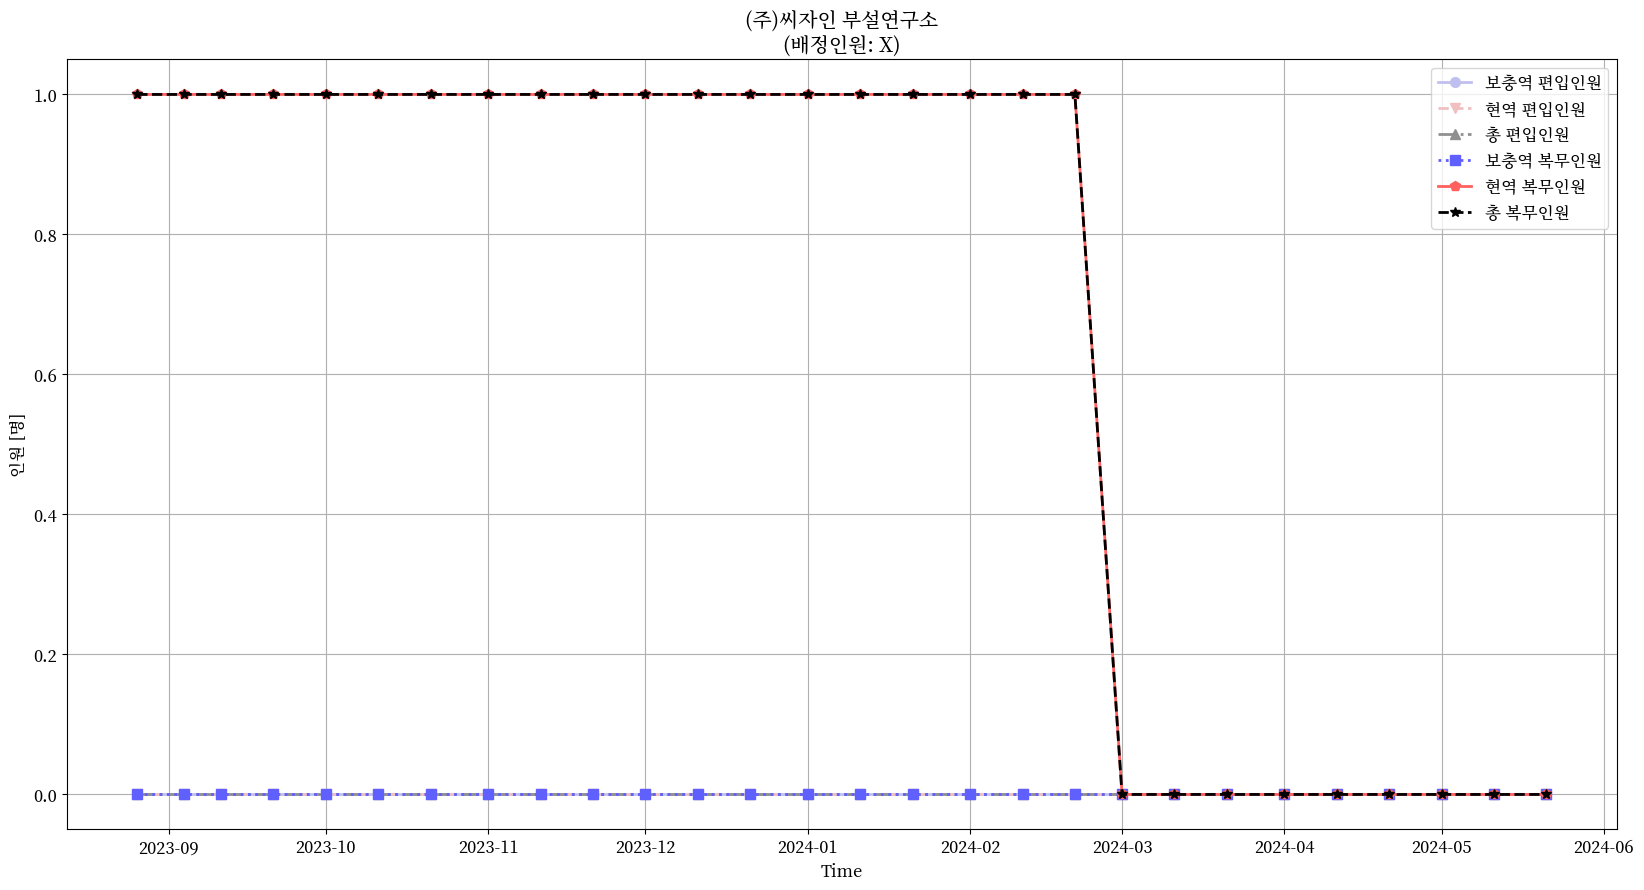 (주)씨자인 부설연구소
(배정인원: X)
보충역 편입인원
현역 편입인원
총 편입인원
보충역 복무인원
현역 복무인원
총 복무인원
인원 [명]
1.0
0.8
0.6
0.4
0.2
0.0
2023-09 2023-10 2023-11 2023-12 2024-01 2024-02 2024-03 2024-04 2024-05 2024-06
Time